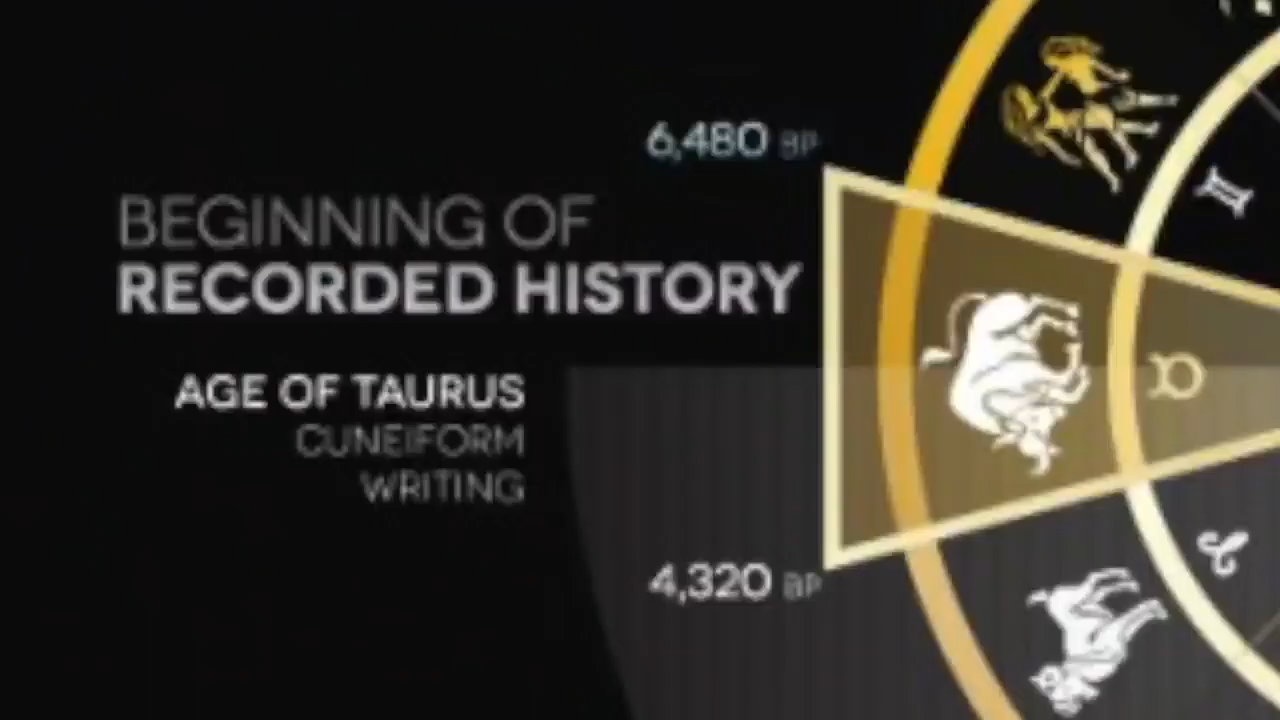 6,480 BP
BEGINNING OF
RECORDED HISTORY
AGE OF TAURUS
CUNEIFORM
WRITING
4,320 BP